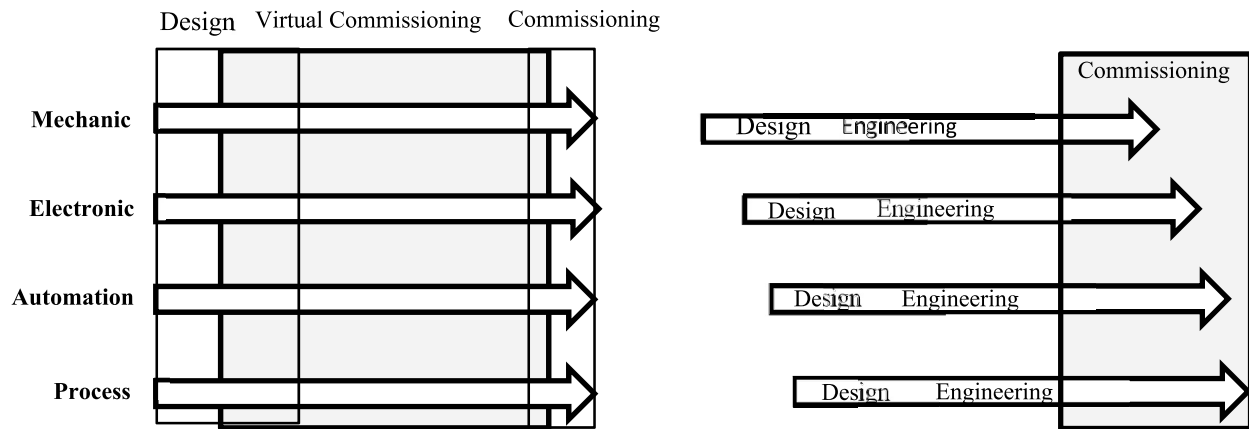 Design Virtual Commissioning Commissioning
Mechanic
Electronic
Automation
Process
Commissioning
Design Engineering
Design Engineering
Design Engineering
Design Engineering